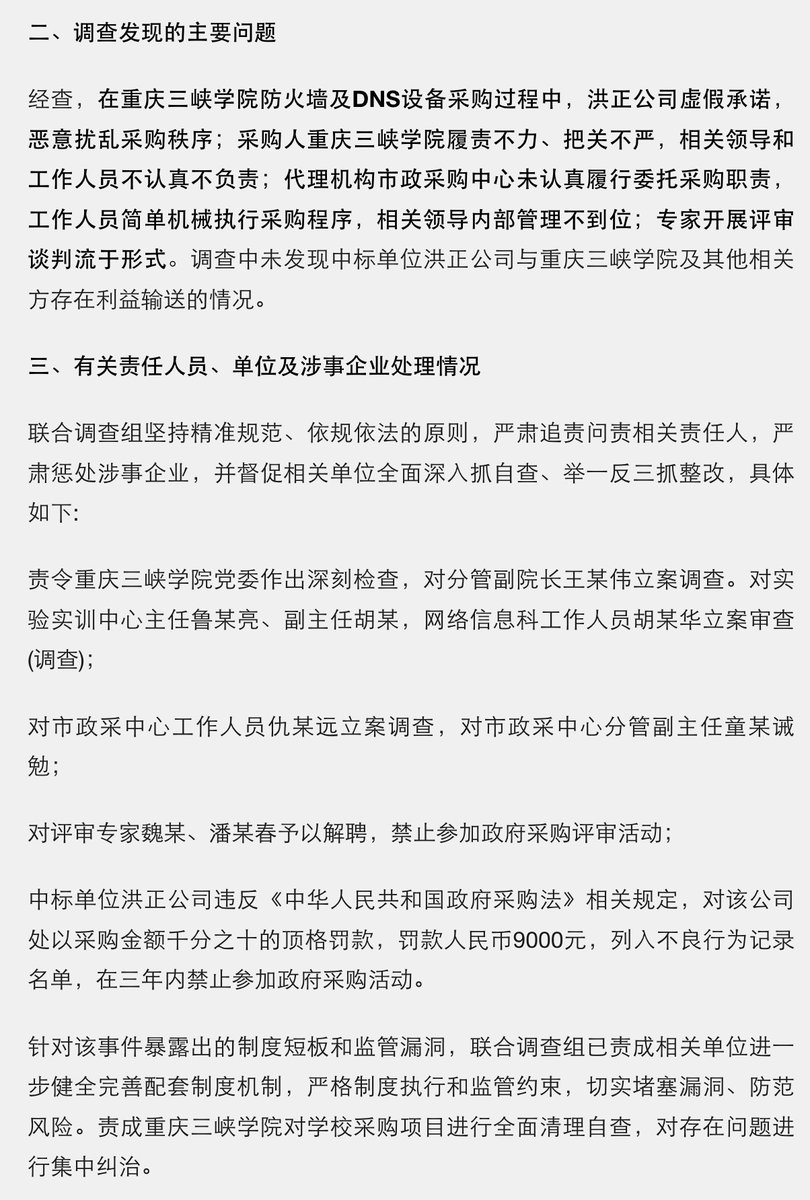 二、调查发现的主要问题
经查，在重庆三峡学院防火墙及DNS设备采购过程中，洪正公司虚假承诺，
恶意扰乱采购秩序；采购人重庆三峡学院履责不力、把关不严，相关领导和
工作人员不认真不负责；代理机构市政采购中心未认真履行委托采购职责，
工作人员简单机械执行采购程序，相关领导内部管理不到位；专家开展评审
谈判流于形式。调查中未发现中标单位洪正公司与重庆三峡学院及其他相关
方存在利益输送的情况。
三、有关责任人员、单位及涉事企业处理情况
联合调查组坚持精准规范、依规依法的原则，严肃追责问责相关责任人，严
肃惩处涉事企业，并督促相关单位全面深入抓自查、举一反三抓整改，具体
如下:
责令重庆三峡学院党委作出深刻检查，对分管副院长王某伟立案调查。对实
验实训中心主任鲁某亮、副主任胡某，网络信息科工作人员胡某华立案审查
(调查)；
对市政采中心工作人员仇某远立案调查，对市政采中心分管副主任童某诫
勉；
对评审专家魏某、潘某春予以解聘，禁止参加政府采购评审活动；
中标单位洪正公司违反《中华人民共和国政府采购法》相关规定，对该公司
处以采购金额千分之十的顶格罚款，罚款人民币9000元，列入不良行为记录
名单，在三年内禁止参加政府采购活动。
针对该事件暴露出的制度短板和监管漏洞，联合调查组已责成相关单位进一
步健全完善配套制度机制，严格制度执行和监管约束，切实堵塞漏洞、防范
风险。责成重庆三峡学院对学校采购项目进行全面清理自查，对存在问题进
行集中纠治。